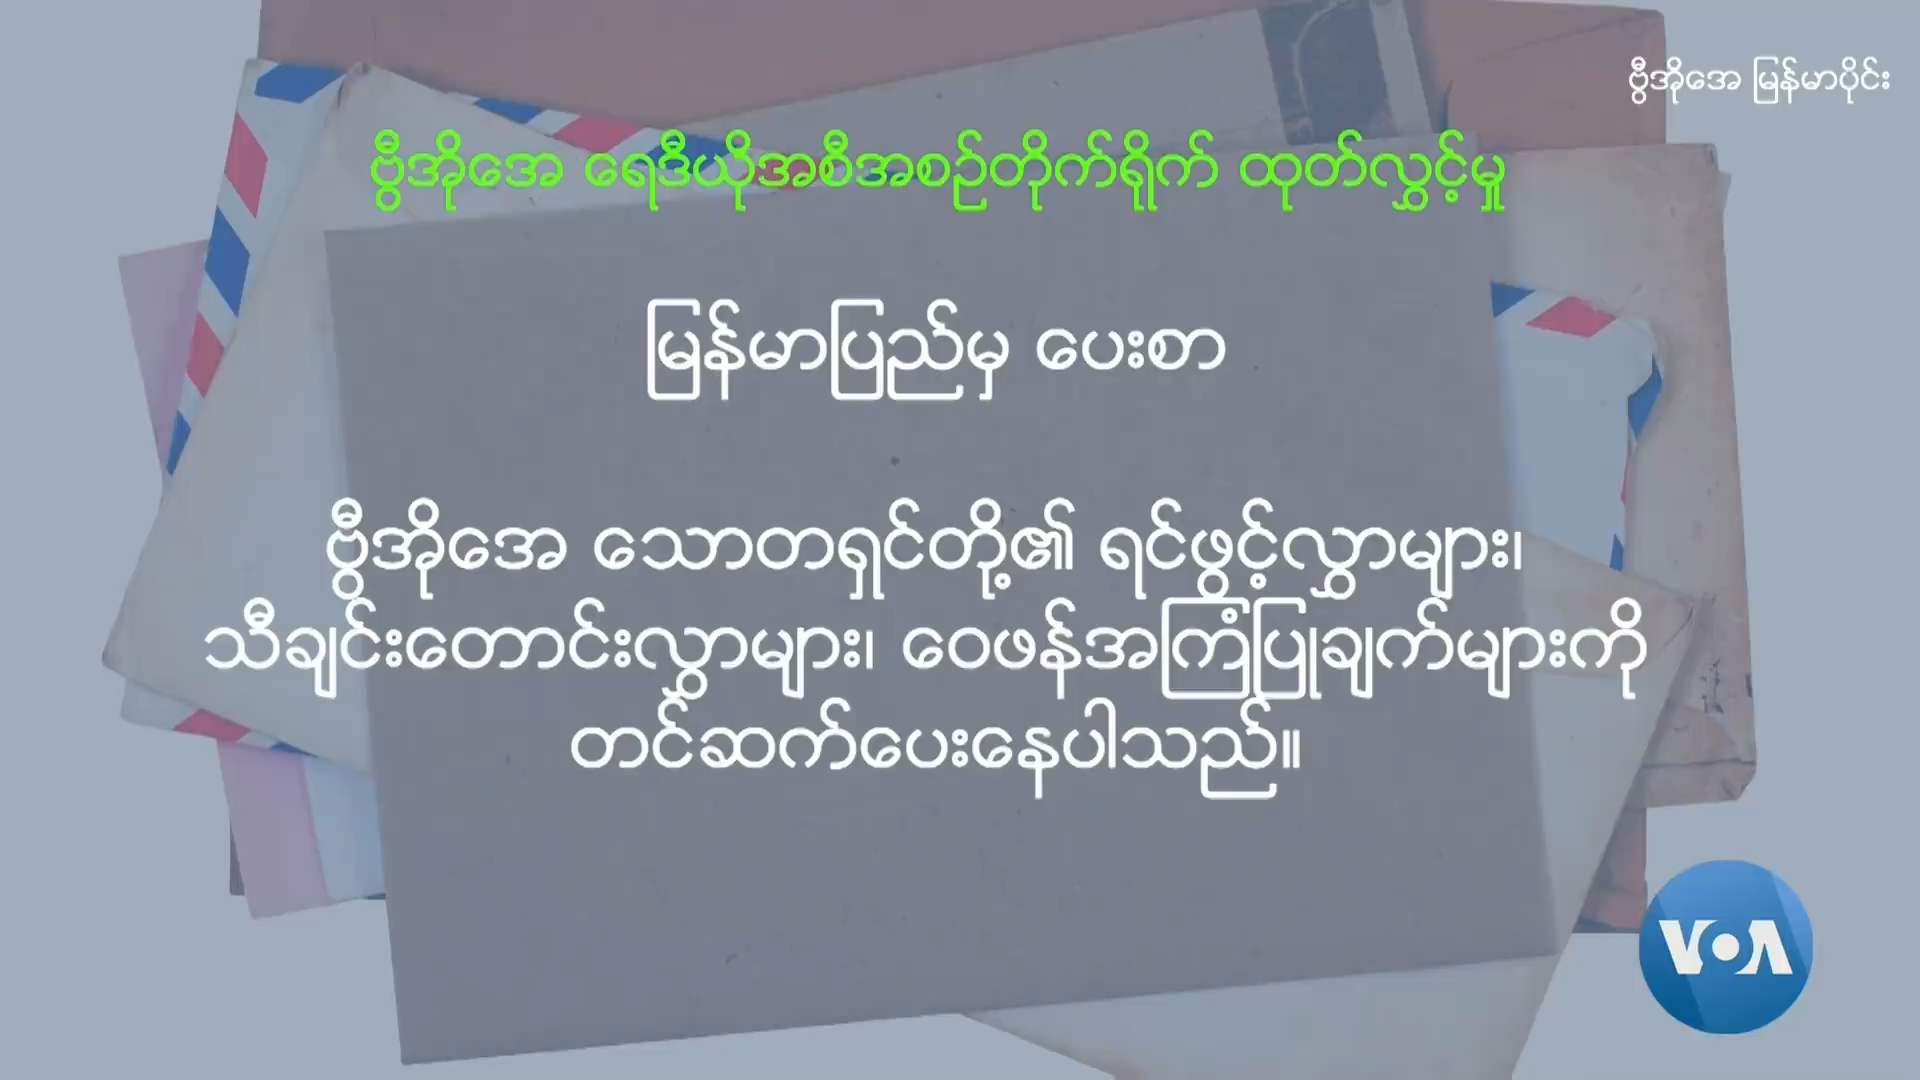 ဗွီအိုအေ မြန်မာပိုင်း
ဗွီအိုအေ ရေဒီယိုအစီအစဉ်တိုက်ရိုက် ထုတ်လွှင့်မှု
မြန်မာပြည်မှ ပေးစာ
ဗွီအိုအေ သောတရှင်တို့၏ ရင်ဖွင့်လွှာများ၊
သီချင်းတောင်းလွှာများ၊ ဝေဖန်အကြံပြုချက်များကို
တင်ဆက်ပေးနေပါသည်။
VOA